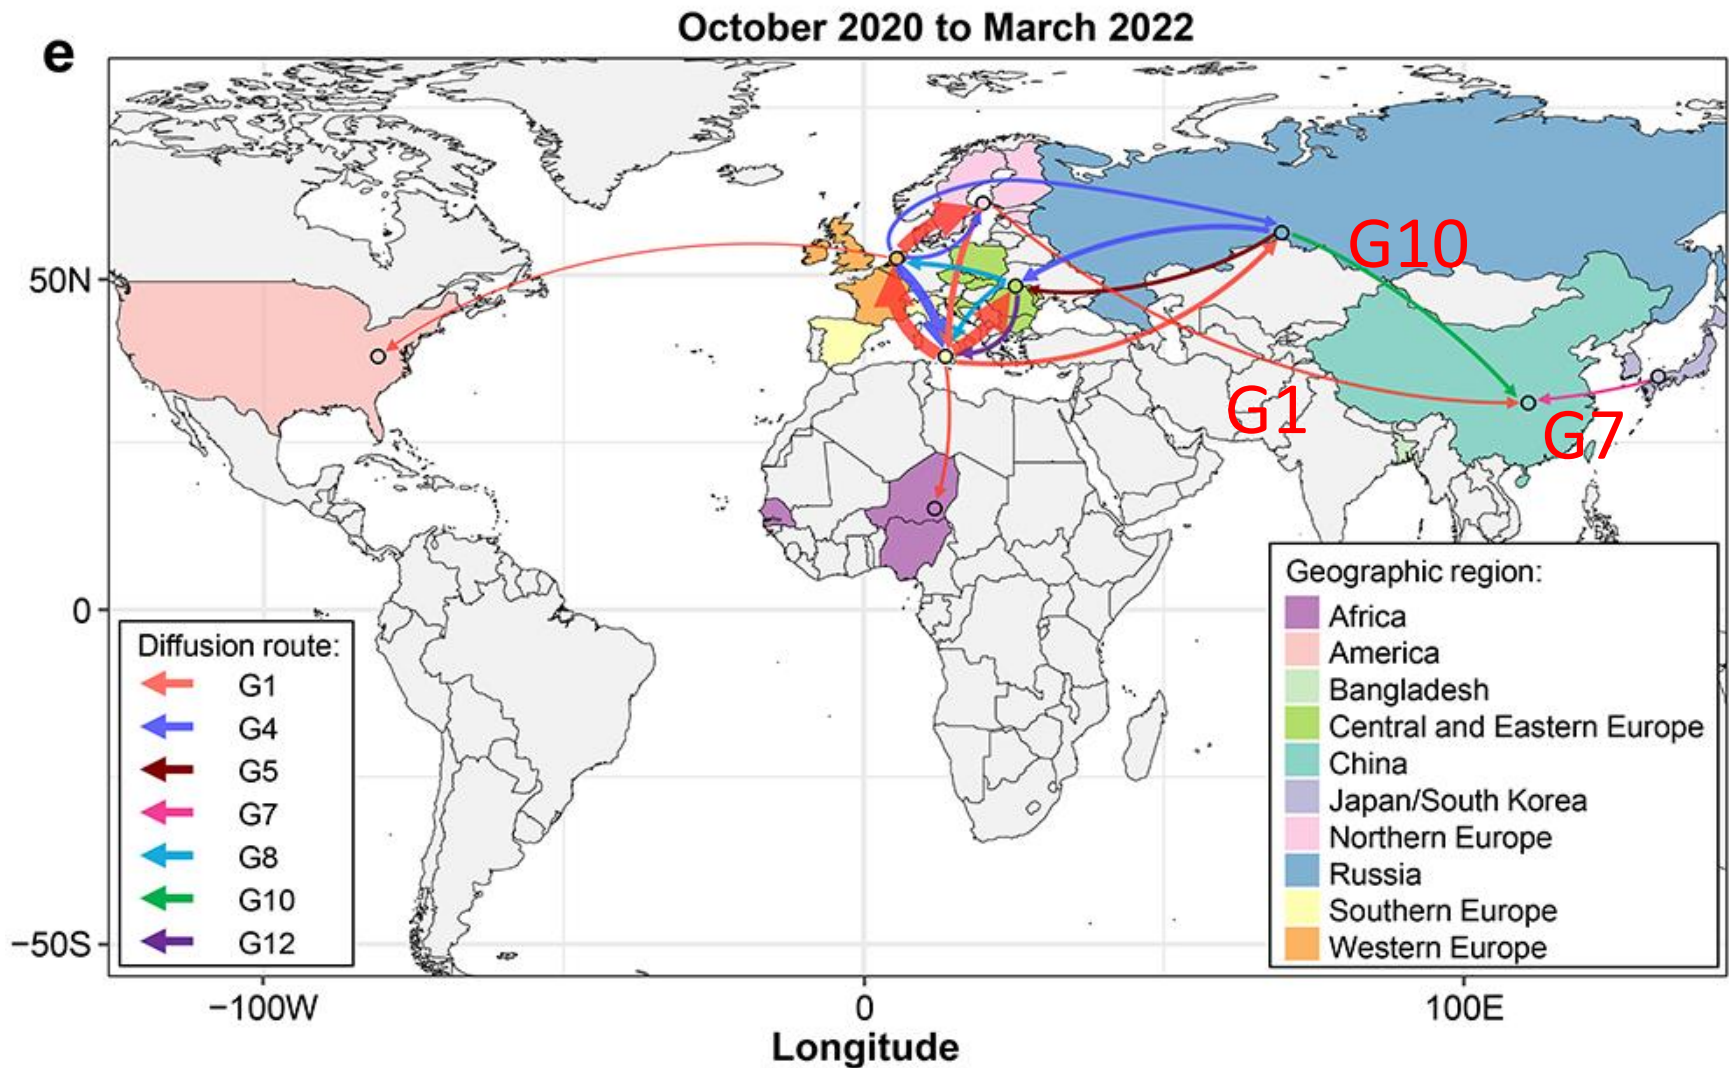 October 2020 to March 2022
e
G10
G1
G7
50N
0
−50S
Diffusion route:
G1
G4
G5
G7
G8
G10
G12
Geographic region:
Africa
America
Bangladesh
Central and Eastern Europe
China
Japan/South Korea
Northern Europe
Russia
Southern Europe
Western Europe
−100W
0
100E
Longitude